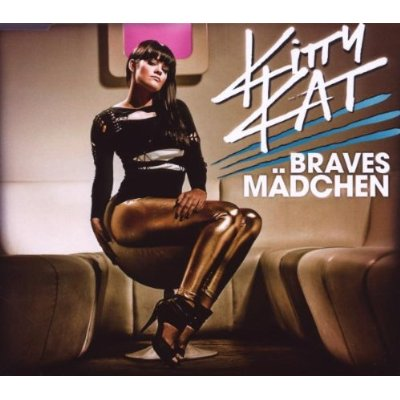 Kitty
Kat
BRAVES
MÄDCHEN